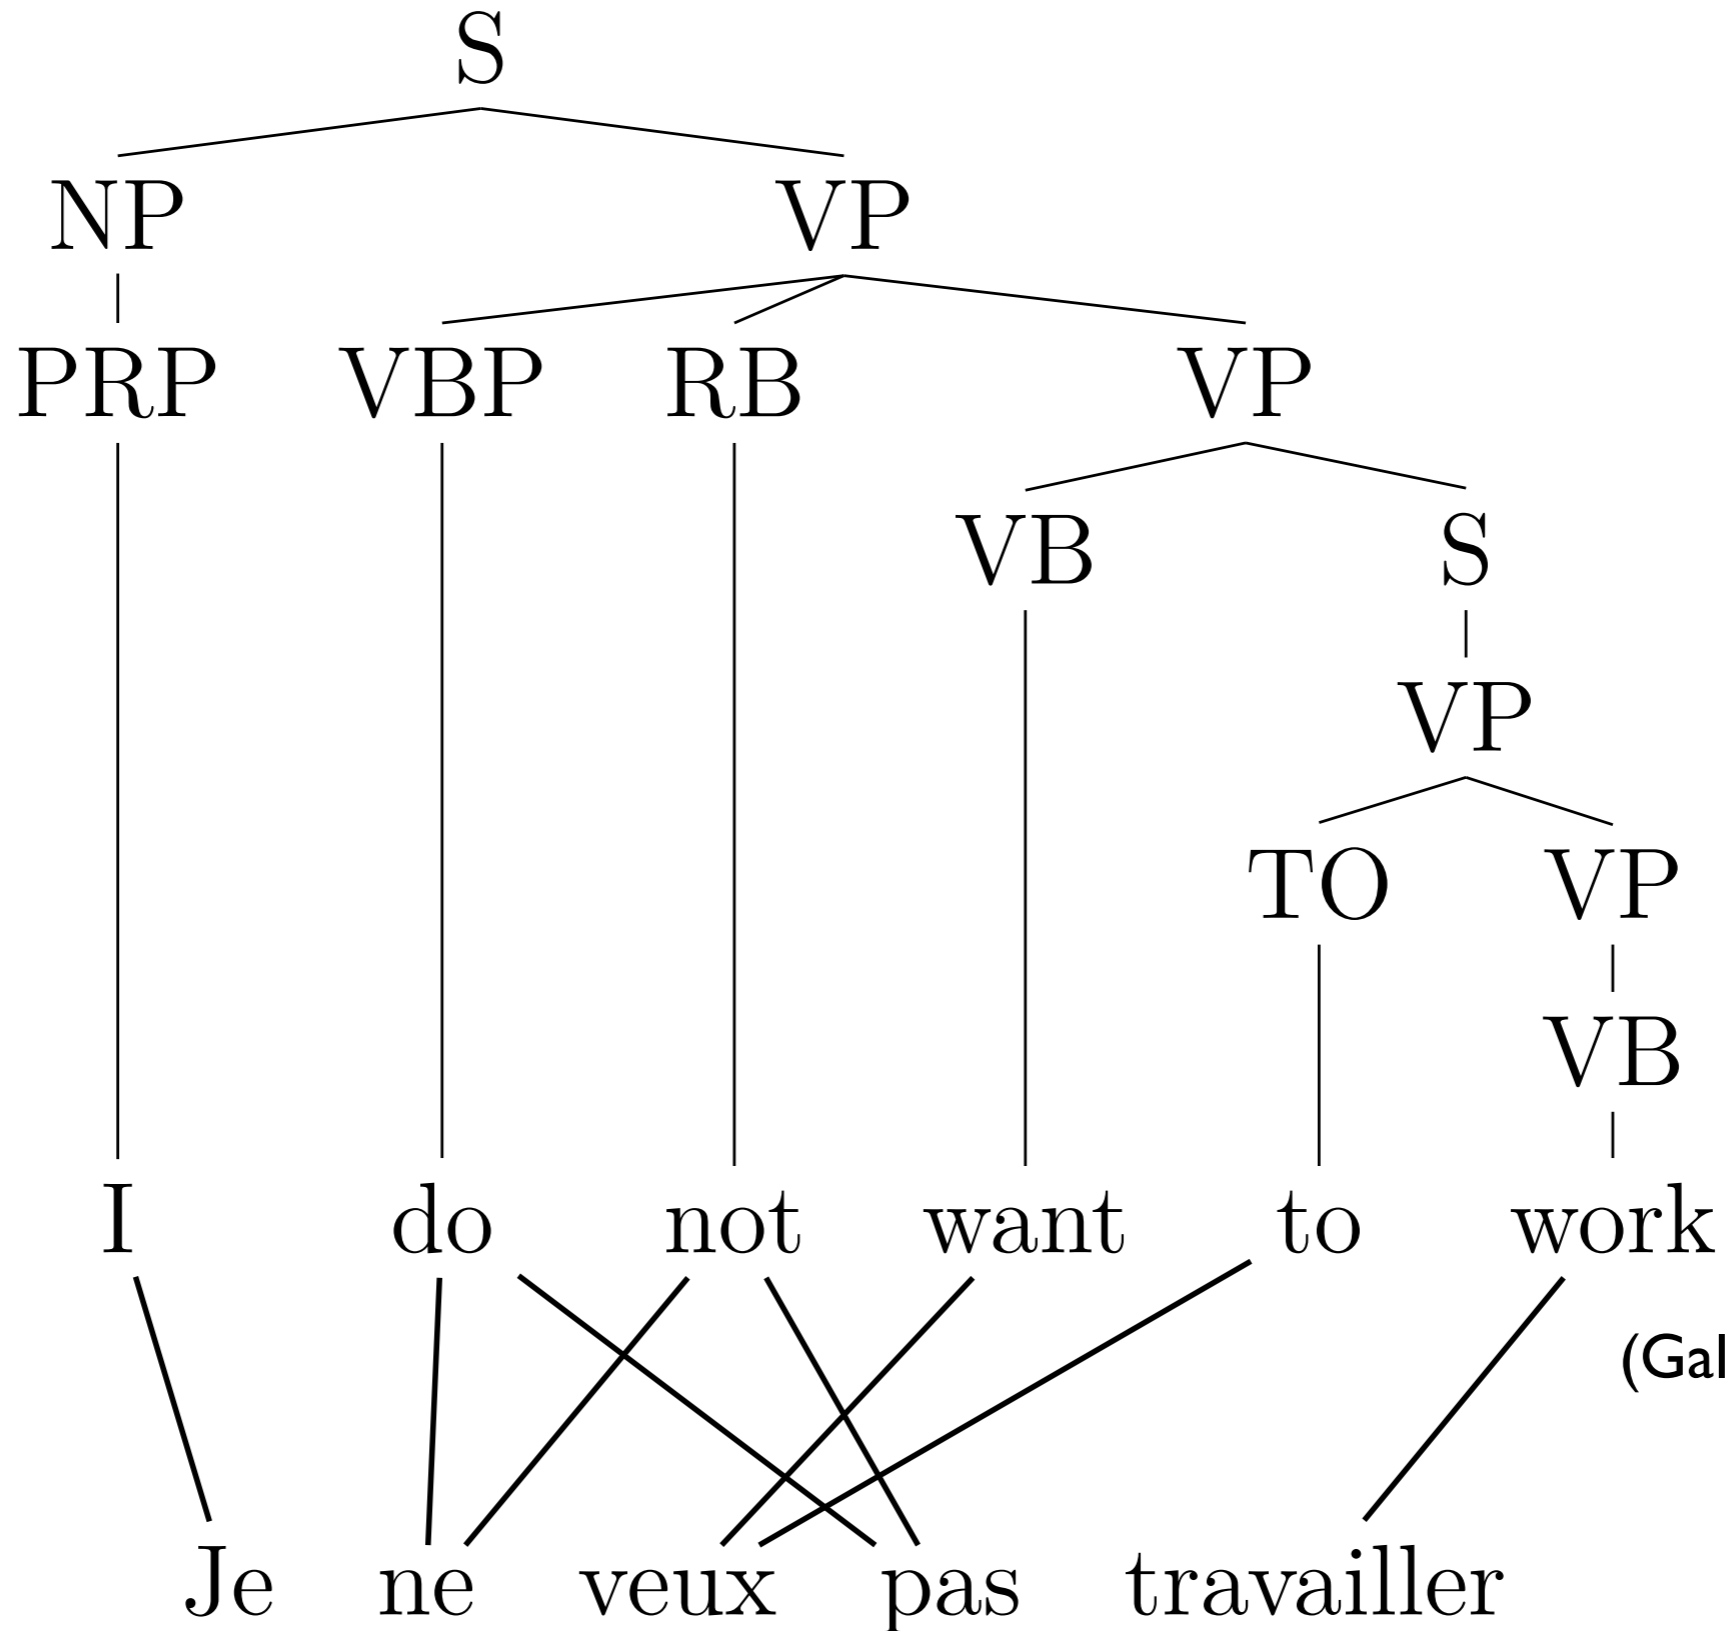 S
NP VP
PRP VBP RB VP
VB S
VP
TO VP
VB
I do not want to work
(Gal
Je ne veux pas travailler